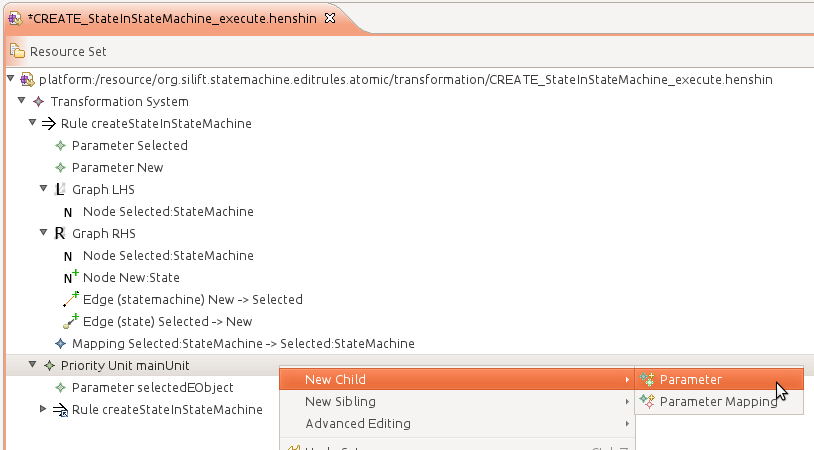 *CREATE_StateInStateMachine_execute.henshin
Resource Set
platform:/resource/org.silift.statemachine.editrules.atomic/transformation/CREATE_StateInStateMachine_execute.henshin
Transformation System
Rule createStateInStateMachine
Parameter Selected
Parameter New
L Graph LHS
N Node Selected:StateMachine
R Graph RHS
N Node Selected:StateMachine
N Node New:State
Edge (statemachine) New -> Selected
Edge (state) Selected -> New
Mapping Selected:StateMachine -> Selected:StateMachine
Priority Unit mainUnit
New Child
Parameter
Parameter selectedEObject
New Sibling
Parameter Mapping
Rule createStateInStateMachine
Advanced Editing